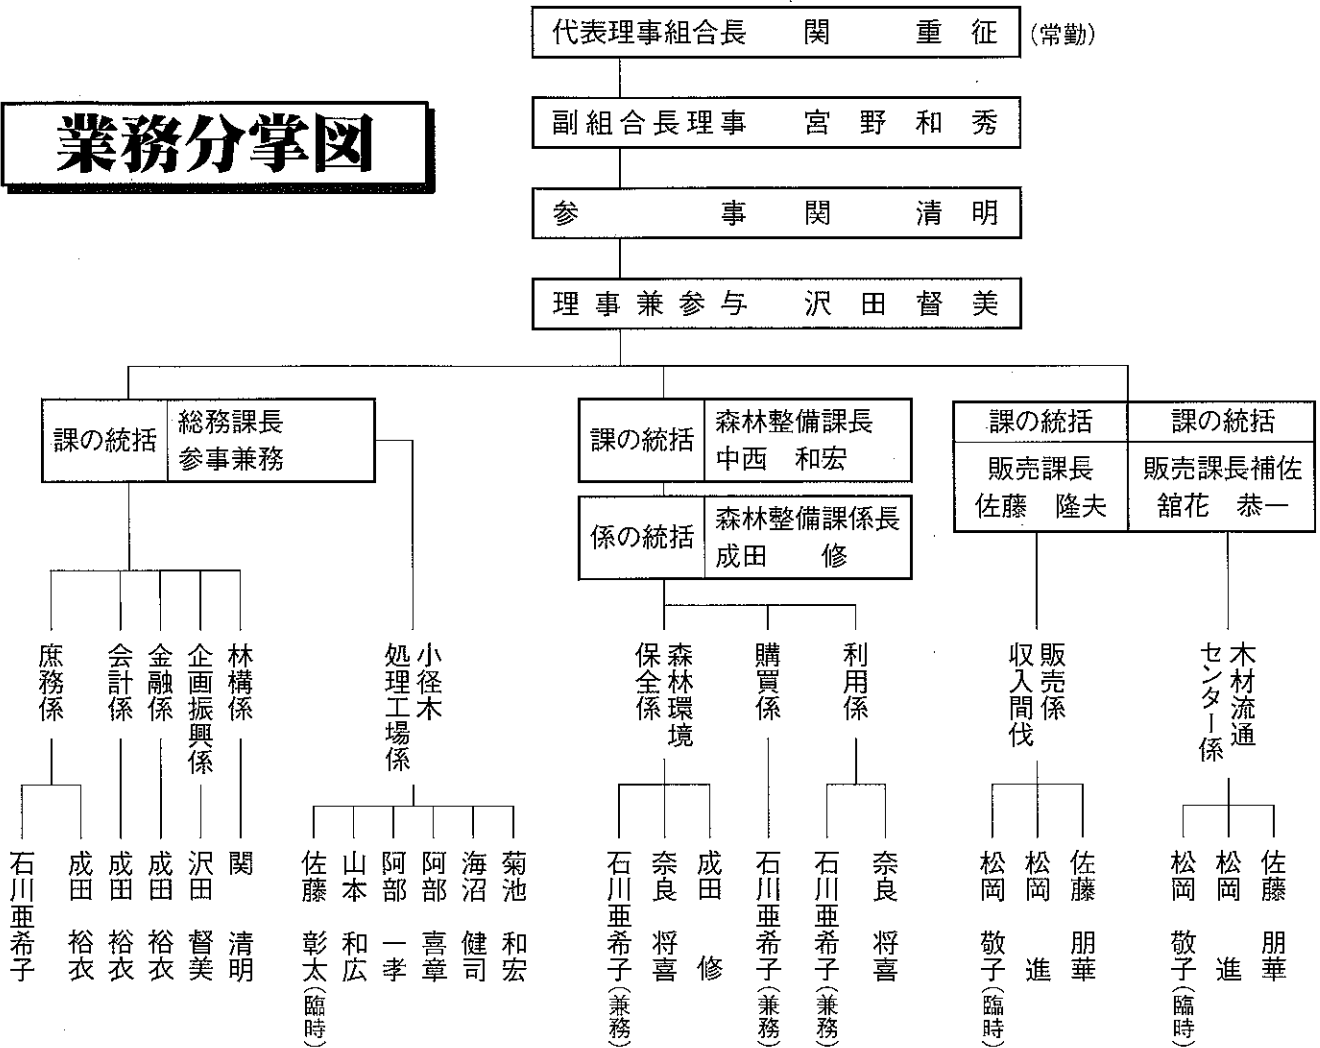 業務分掌図
代表理事組合長 関 重征 (常勤)
副組合長理事 宮野和秀
参事 関 清明
理事兼参与 沢田督美
課の統括
総務課長
参事兼務
課の統括
森林整備課長
中西 和宏
係の統括
森林整備課係長
成田 修
課の統括
販売課長
佐藤 隆夫
課の統括
販売課長補佐
舘花 恭一
庶務係
会計係
金融係
企画振興係
林構係
小径木
処理工場係
森林環境
保全係
購買係
利用係
販売係
収入間伐
木材流通
センター係
石川亜希子
成田 裕衣
成田 裕衣
成田 裕衣
沢田 督美
関 清明
佐藤 彰太(臨時)
山本 和広
阿部 一孝
阿部 喜章
海沼 健司
菊池 和宏
石川亜希子(兼務)
奈良 将喜
成田 修
石川亜希子(兼務)
石川亜希子(兼務)
奈良 将喜
松岡 敬子(臨時)
松岡 進
佐藤 朋華
松岡 敬子(臨時)
松岡 進
佐藤 朋華